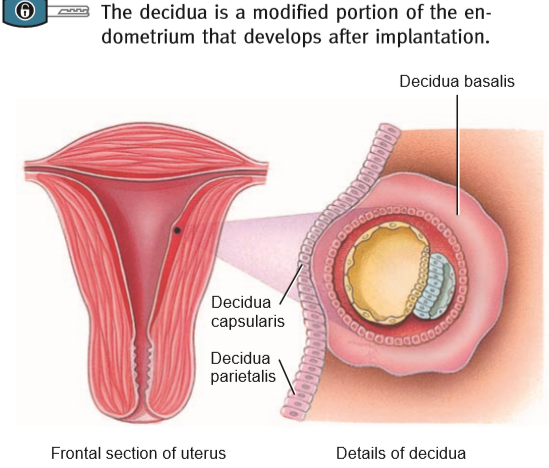 The decidua is a modified portion of the en-
dometrium that develops after implantation.
Decidua basalis
Decidua
capsularis
Decidua
parietalis
Frontal section of uterus
Details of decidua